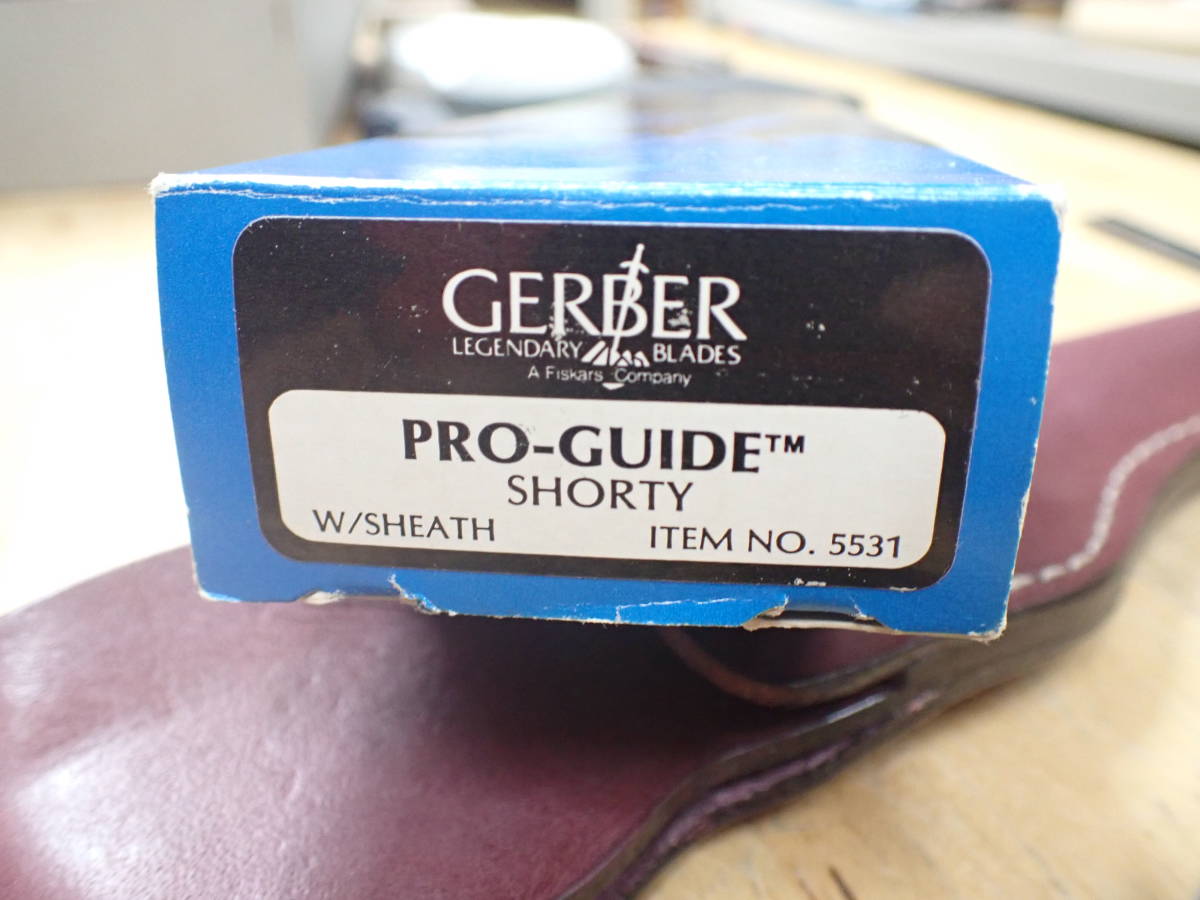 GERBER
LEGENDARY BLADES
A Fiskars Company
PRO-GUIDE™
SHORTY
W/SHEATH ITEM NO. 5531